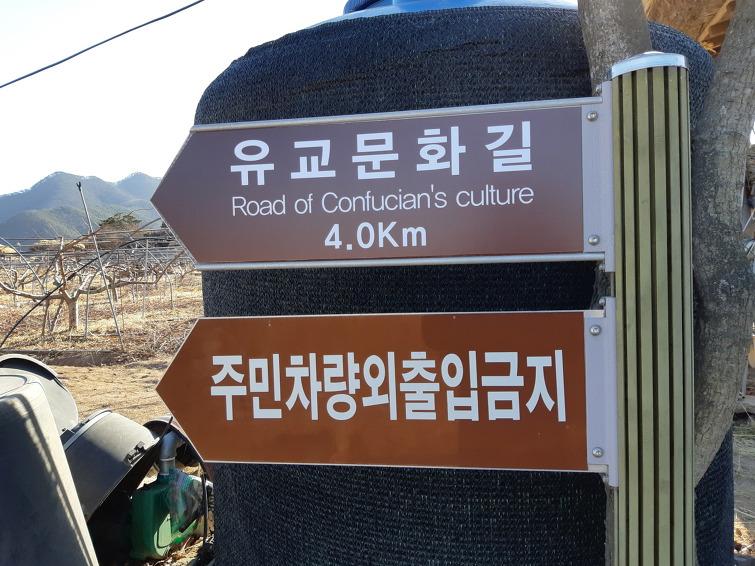 유교문화길
Road of Confucian's culture
4.0Km
주민차량외출입금지